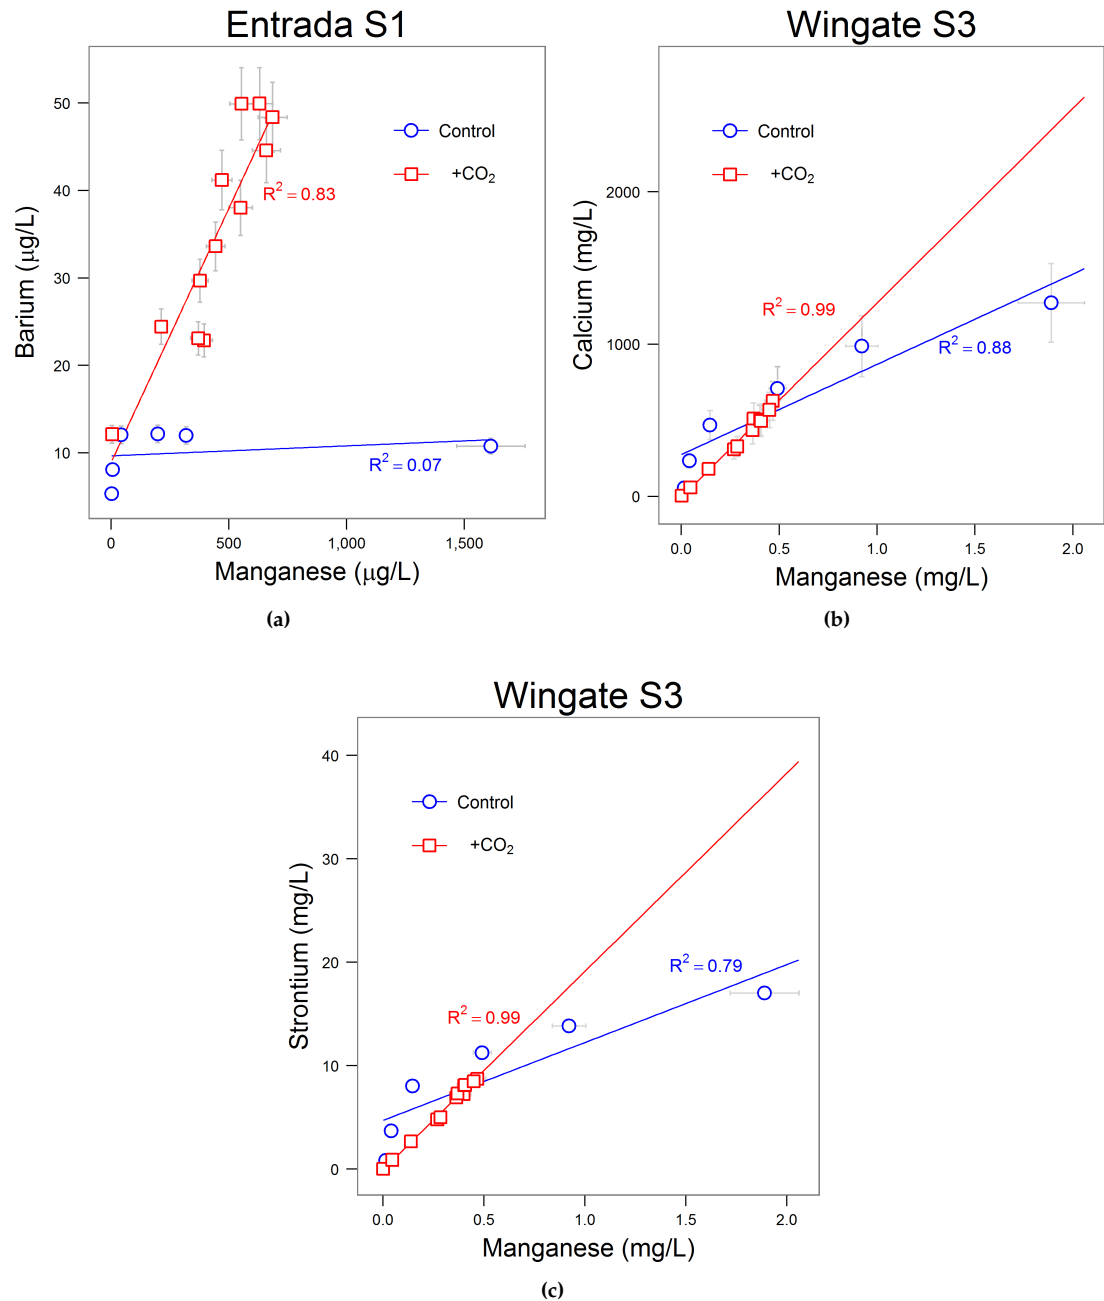 Entrada S1
50
40
30
20
10
Barium (μg/L)
Control
+CO₂
R² = 0.83
R² = 0.07
0
500
1,000
1,500
Manganese (μg/L)
(a)
Wingate S3
2000
1000
0
Calcium (mg/L)
Control
+CO₂
R² = 0.99
R² = 0.88
0.0
0.5
1.0
1.5
2.0
Manganese (mg/L)
(b)
Wingate S3
40
30
20
10
0
Strontium (mg/L)
Control
+CO₂
R² = 0.79
R² = 0.99
0.0
0.5
1.0
1.5
2.0
Manganese (mg/L)
(c)